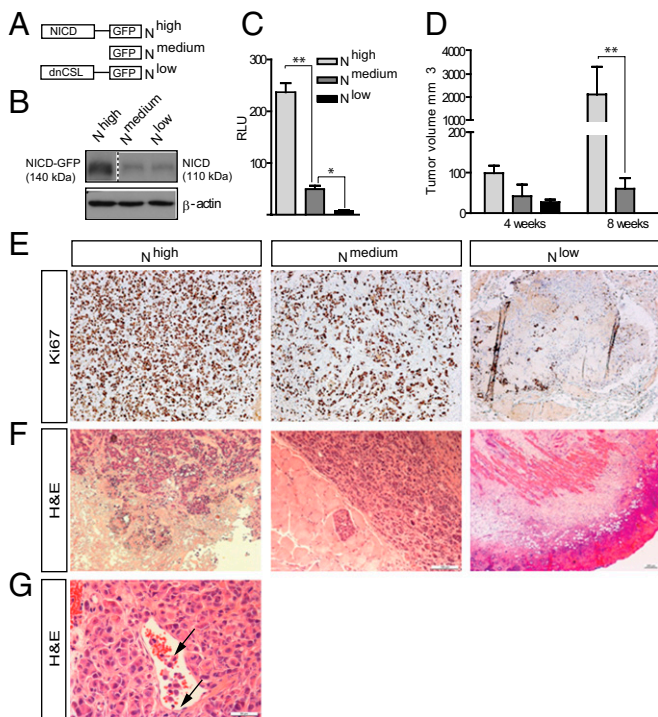 A
NICD GFP N high
GFP N medium
dnCSL GFP N low
B
N high N medium N low
NICD-GFP
(140 kDa)
NICD
(110 kDa)
β-actin
C
RLU
300
200
100
**
*
N high
N medium
N low
D
Tumor volume mm 3
4000
3000
2000
1000
100
0
**
4 weeks 8 weeks
E
N high N medium N low
Ki67
F
H&E
G
H&E